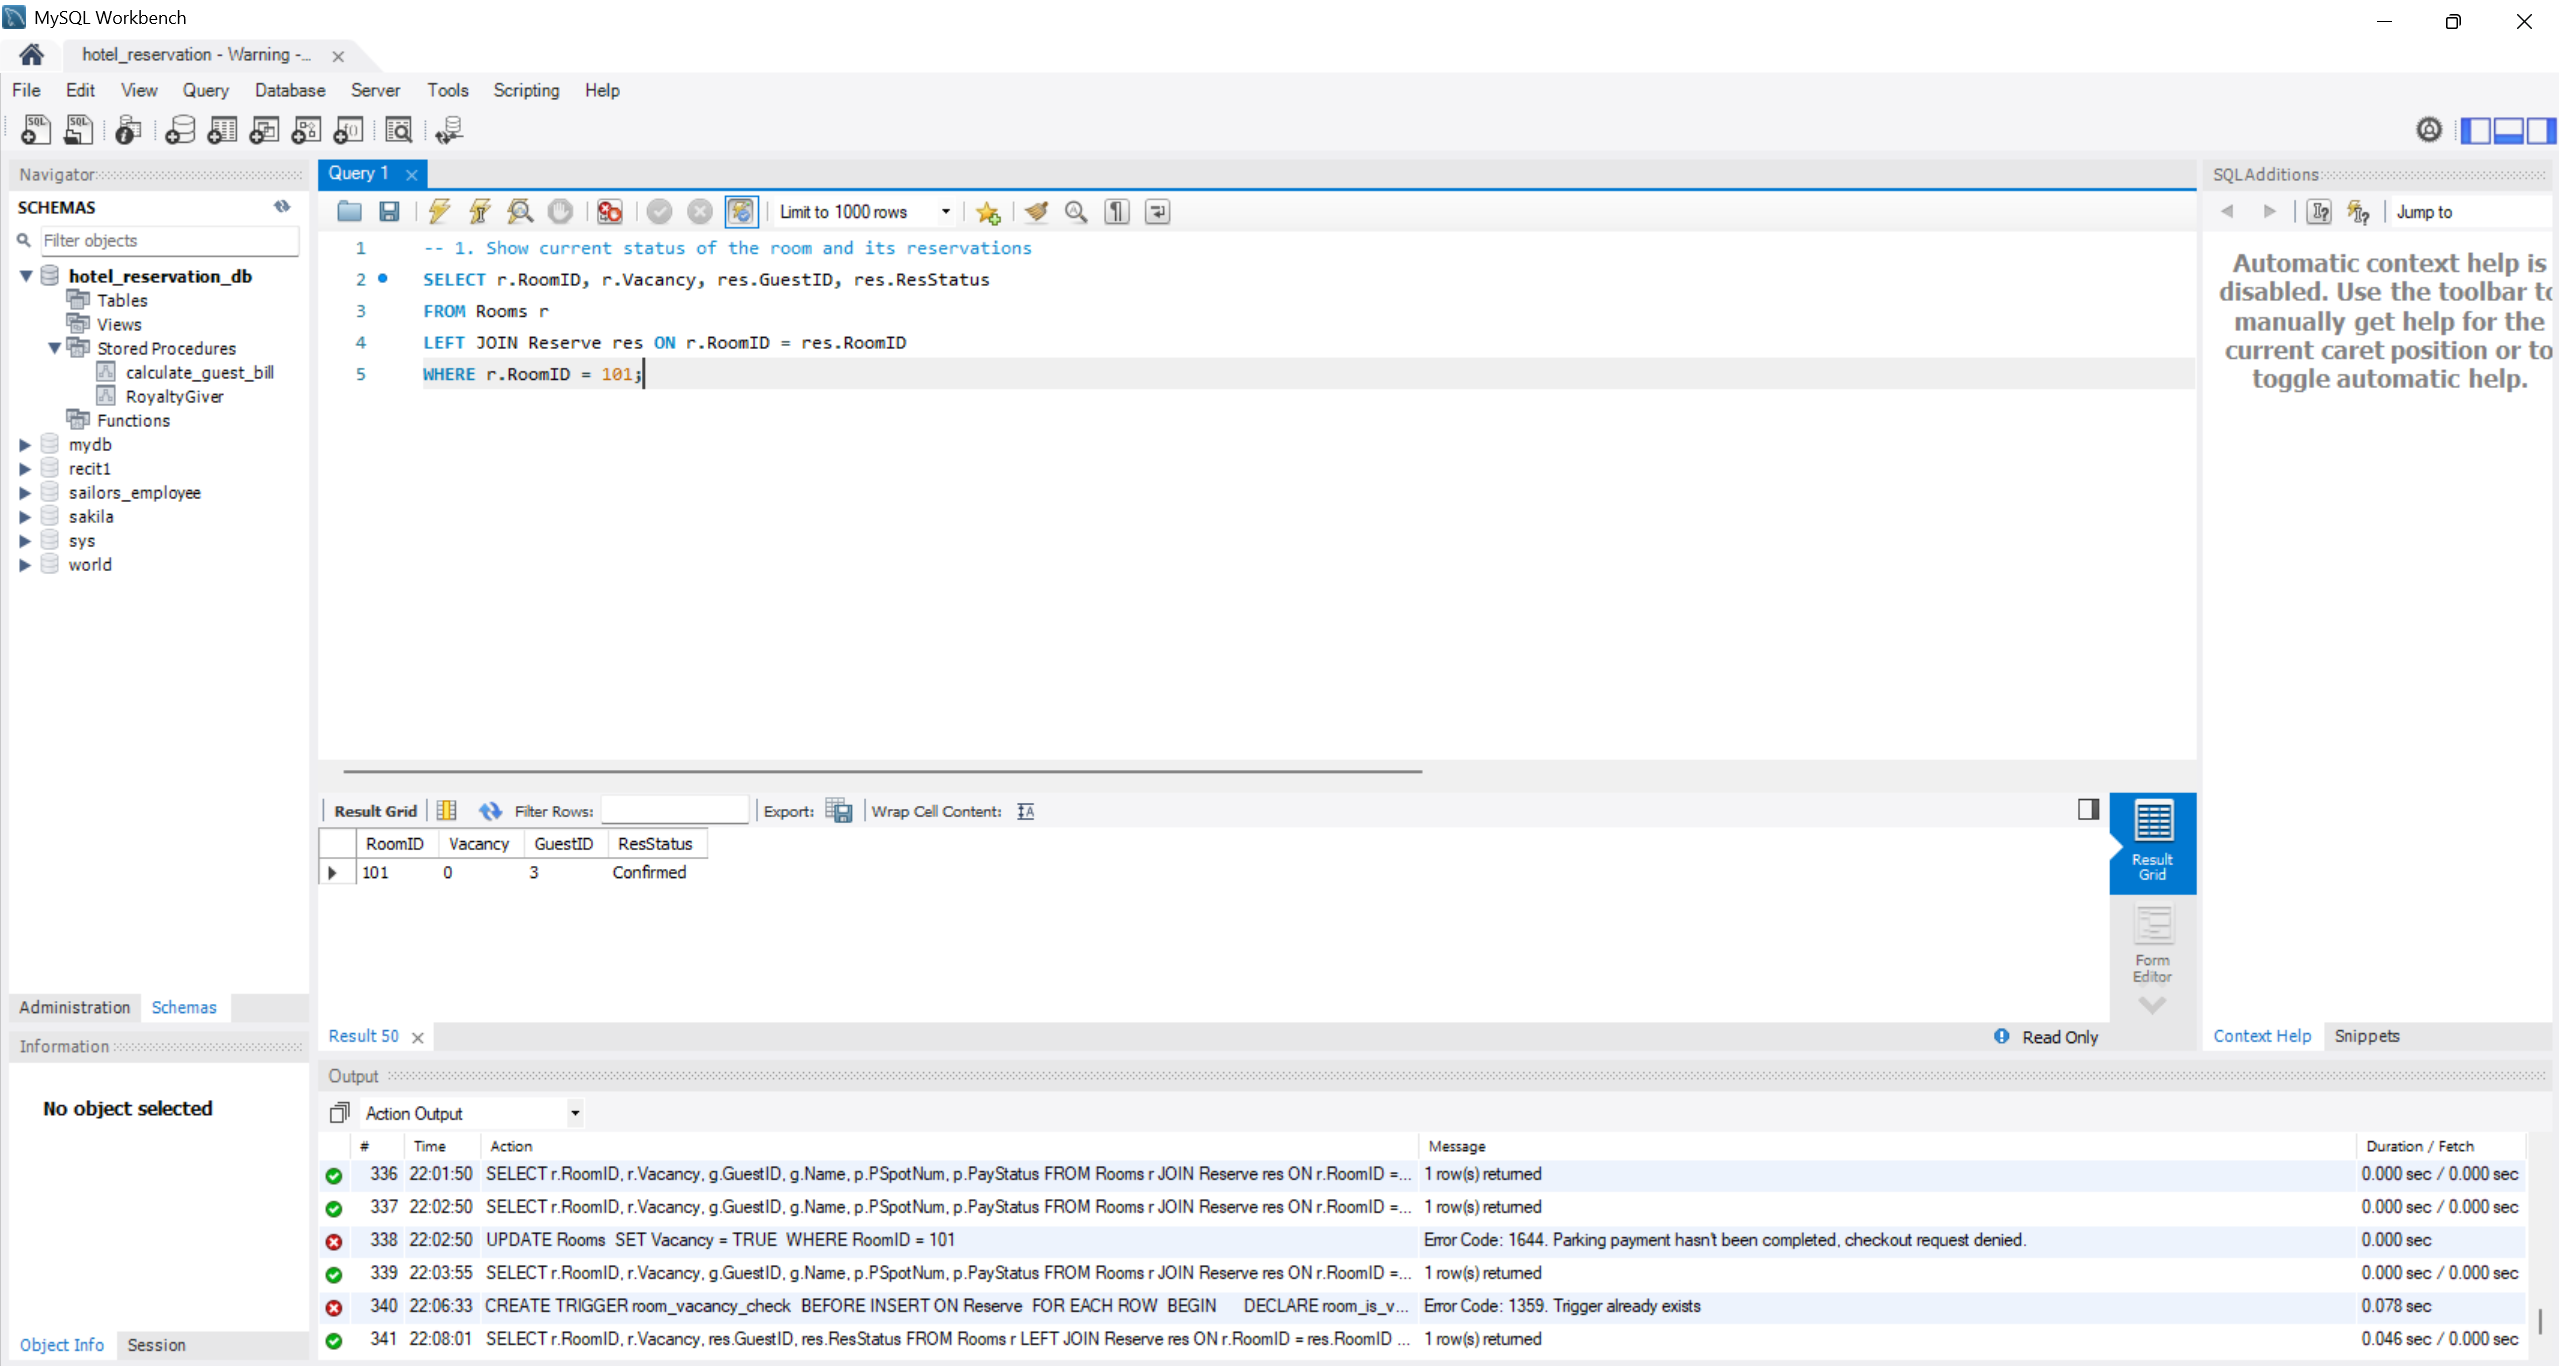 MySQL Workbench
hotel_reservation - Warning -...
File Edit View Query Database Server Tools Scripting Help
Navigator
SCHEMAS
Filter objects
hotel_reservation_db
Tables
Views
Stored Procedures
calculate_guest_bill
RoyaltyGiver
Functions
mydb
recit1
sailors_employee
sakila
sys
world
Administration Schemas
Information
No object selected
Object Info Session
Query 1
Limit to 1000 rows
1 -- 1. Show current status of the room and its reservations
2 SELECT r.RoomID, r.Vacancy, res.GuestID, res.ResStatus
3 FROM Rooms r
4 LEFT JOIN Reserve res ON r.RoomID = res.RoomID
5 WHERE r.RoomID = 101;
Result Grid Filter Rows: Export: Wrap Cell Content:
RoomID Vacancy GuestID ResStatus
101 0 3 Confirmed
Result Grid
Form Editor
Result 50
Read Only
SQLAdditions
Jump to
Automatic context help is
disabled. Use the toolbar to
manually get help for the
current caret position or to
toggle automatic help.
Context Help Snippets
Output
Action Output
# Time Action Message Duration / Fetch
336 22:01:50 SELECT r.RoomID, r.Vacancy, g.GuestID, g.Name, p.PSpotNum, p.PayStatus FROM Rooms r JOIN Reserve res ON r.RoomID =... 1 row(s) returned 0.000 sec / 0.000 sec
337 22:02:50 SELECT r.RoomID, r.Vacancy, g.GuestID, g.Name, p.PSpotNum, p.PayStatus FROM Rooms r JOIN Reserve res ON r.RoomID =... 1 row(s) returned 0.000 sec / 0.000 sec
338 22:02:50 UPDATE Rooms SET Vacancy = TRUE WHERE RoomID = 101 Error Code: 1644. Parking payment hasn't been completed, checkout request denied. 0.000 sec
339 22:03:55 SELECT r.RoomID, r.Vacancy, g.GuestID, g.Name, p.PSpotNum, p.PayStatus FROM Rooms r JOIN Reserve res ON r.RoomID =... 1 row(s) returned 0.000 sec / 0.000 sec
340 22:06:33 CREATE TRIGGER room_vacancy_check BEFORE INSERT ON Reserve FOR EACH ROW BEGIN DECLARE room_is_v... Error Code: 1359. Trigger already exists 0.078 sec
341 22:08:01 SELECT r.RoomID, r.Vacancy, res.GuestID, res.ResStatus FROM Rooms r LEFT JOIN Reserve res ON r.RoomID = res.RoomID ... 1 row(s) returned 0.046 sec / 0.000 sec